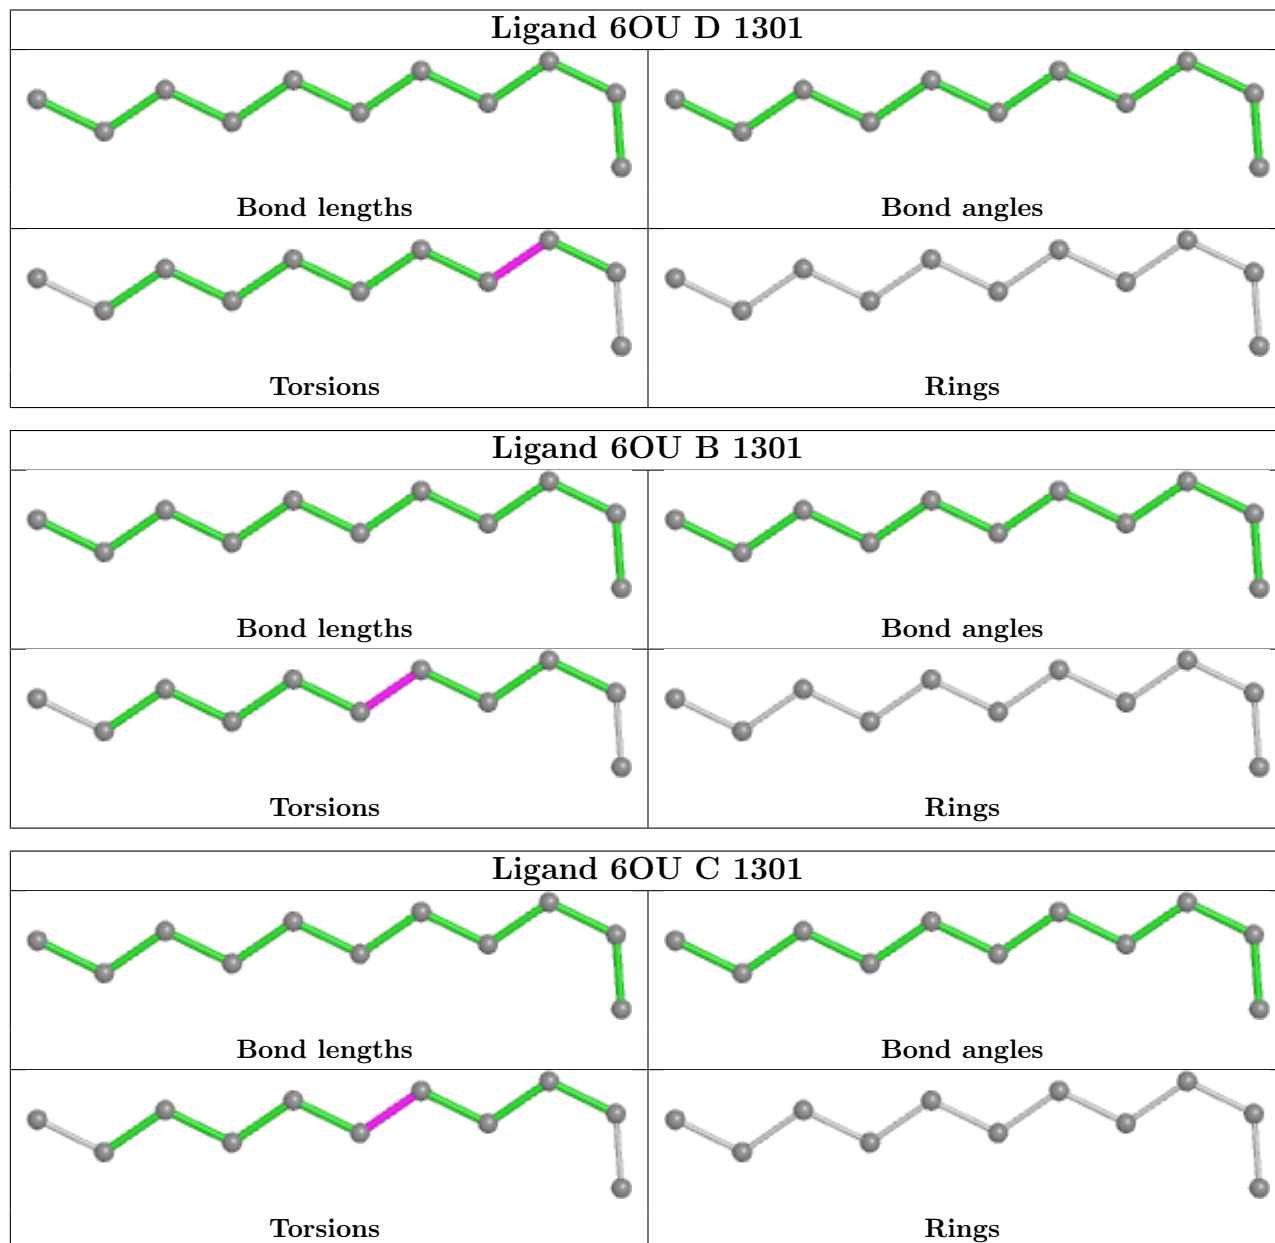 Ligand 6OU D 1301
Bond lengths
Bond angles
Torsions
Rings
Ligand 6OU B 1301
Bond lengths
Bond angles
Torsions
Rings
Ligand 6OU C 1301
Bond lengths
Bond angles
Torsions
Rings